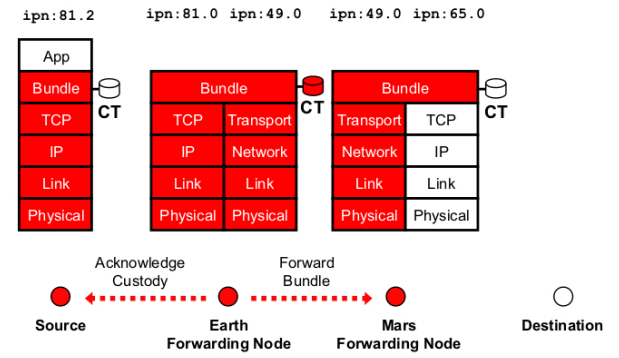 ipn:81.2
ipn:81.0 ipn:49.0
ipn:49.0 ipn:65.0
App
Bundle
CT
TCP
IP
Link
Physical
Bundle
CT
TCP Transport
IP Network
Link Link
Physical Physical
Bundle
CT
Transport TCP
Network IP
Link Link
Physical Physical
Acknowledge
Custody
Forward
Bundle
Source
Earth
Forwarding Node
Mars
Forwarding Node
Destination